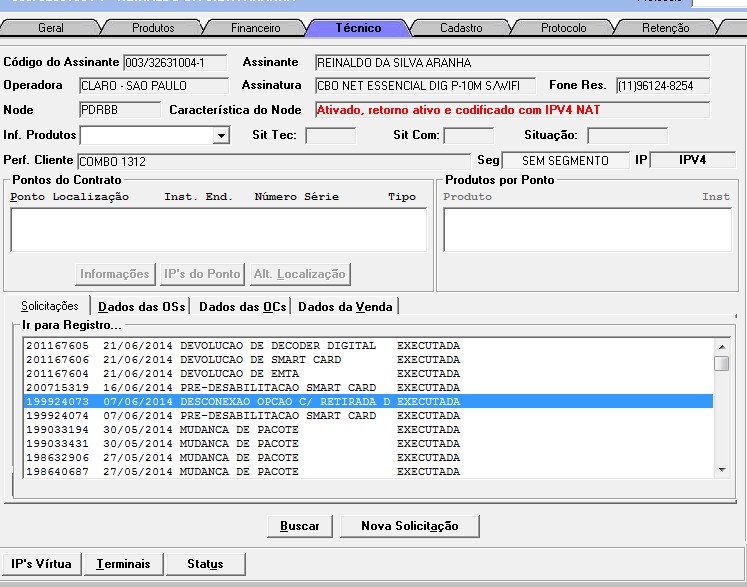 Geral Produtos Financeiro Técnico Cadastro Protocolo Retenção
Código do Assinante 003/32631004-1 Assinante REINALDO DA SILVA ARANHA
Operadora CLARO - SAO PAULO Assinatura CBO NET ESSENCIAL DIG P-10M S/WIFI Fone Res. (11)96124-8254
Node PDRBB Característica do Node Ativado, retorno ativo e codificado com IPV4 NAT
Inf. Produtos Sit Tec: Sit Com: Situação:
Perf. Cliente COMBO 1312 Seg SEM SEGMENTO IP IPV4
Pontos do Contrato Produtos por Ponto
Ponto Localização Inst. End. Número Série Tipo Produto Inst
Informações IP's do Ponto Alt. Localização
Solicitações Dados das OSs Dados das OCs Dados da Venda
Ir para Registro...
201167605 21/06/2014 DEVOLUCAO DE DECODER DIGITAL EXECUTADA
201167606 21/06/2014 DEVOLUCAO DE SMART CARD EXECUTADA
201167604 21/06/2014 DEVOLUCAO DE EMTA EXECUTADA
200715319 16/06/2014 PRE-DESABILITACAO SMART CARD EXECUTADA
199924073 07/06/2014 DESCONEXAO OPCAO C/ RETIRADA D EXECUTADA
199924074 07/06/2014 PRE-DESABILITACAO SMART CARD EXECUTADA
199033194 30/05/2014 MUDANCA DE PACOTE EXECUTADA
199033431 30/05/2014 MUDANCA DE PACOTE EXECUTADA
198632906 27/05/2014 MUDANCA DE PACOTE EXECUTADA
198640687 27/05/2014 MUDANCA DE PACOTE EXECUTADA
Buscar Nova Solicitação
IP's Vírtua Terminais Status